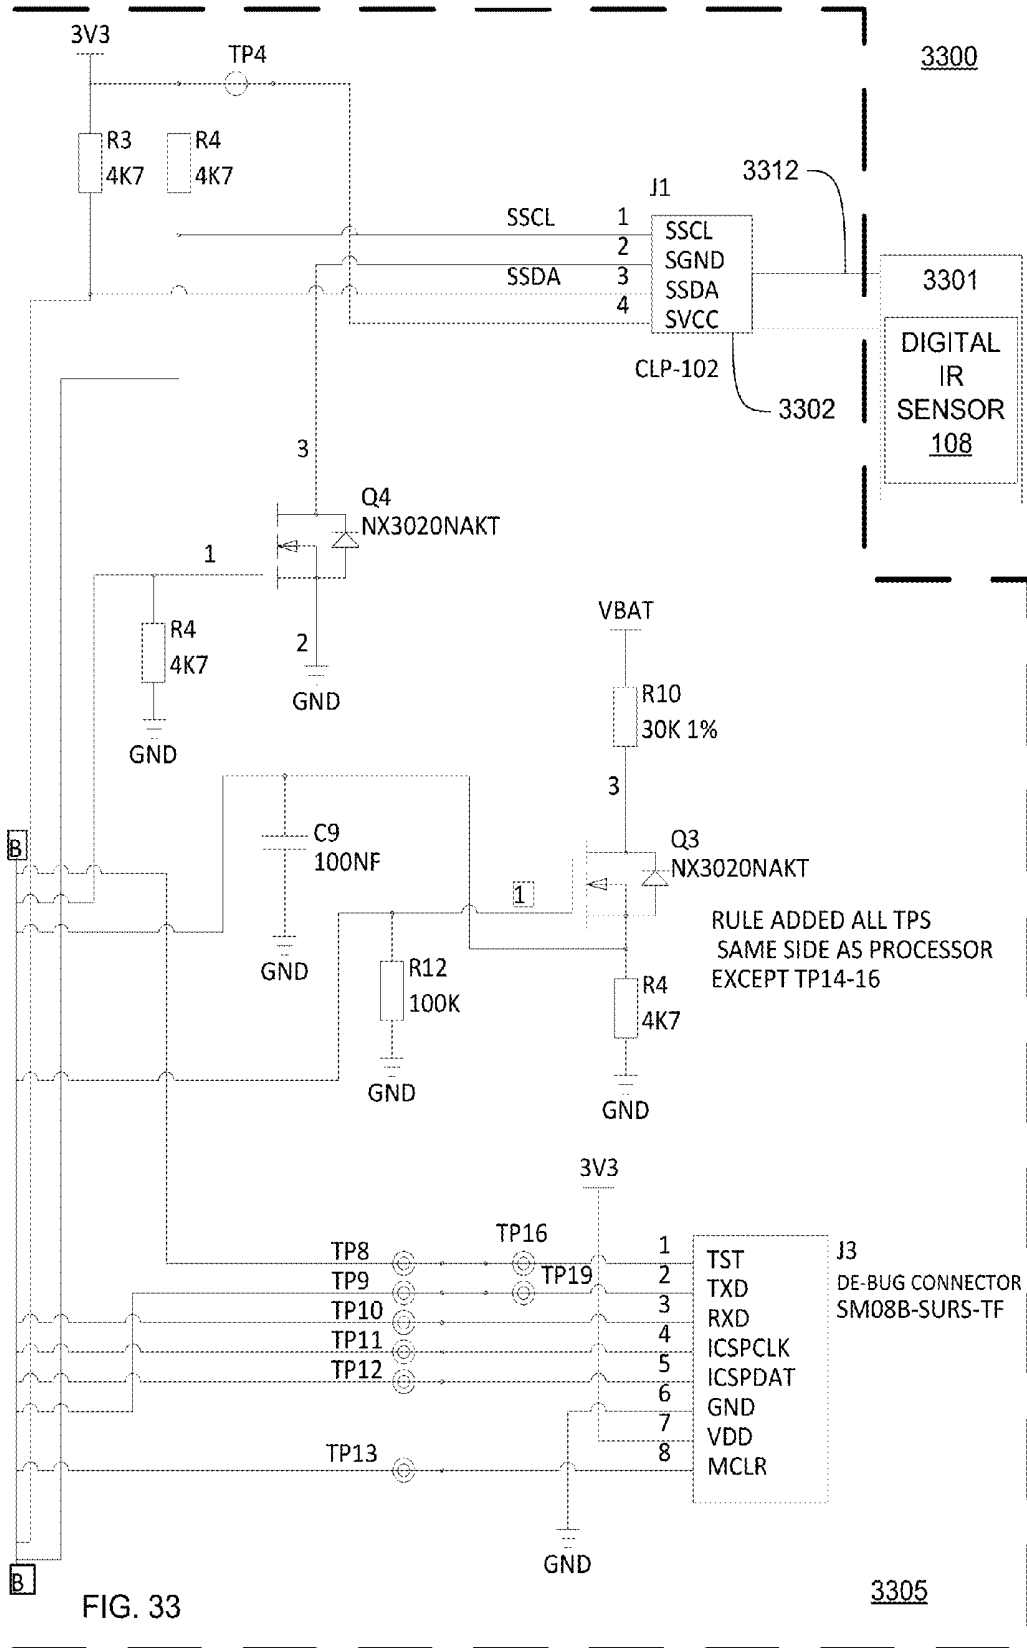 3V3
TP4
3300
R3
4K7
R4
4K7
3312
J1
SSCL
1
SSCL
2
SGND
SSDA
3
SSDA
4
SVCC
3301
DIGITAL
IR
SENSOR
108
CLP-102
3302
3
Q4
NX3020NAKT
1
2
R4
4K7
GND
GND
VBAT
R10
30K 1%
3
C9
100NF
Q3
NX3020NAKT
B
1
RULE ADDED ALL TPS
SAME SIDE AS PROCESSOR
EXCEPT TP14-16
GND
R12
100K
R4
4K7
GND
GND
3V3
TP16
TP8
1
TST
J3
TP9
TP19
2
TXD
DE-BUG CONNECTOR
TP10
3
RXD
SM08B-SURS-TF
TP11
4
ICSPCLK
TP12
5
ICSPDAT
6
GND
7
VDD
TP13
8
MCLR
GND
B
FIG. 33
3305